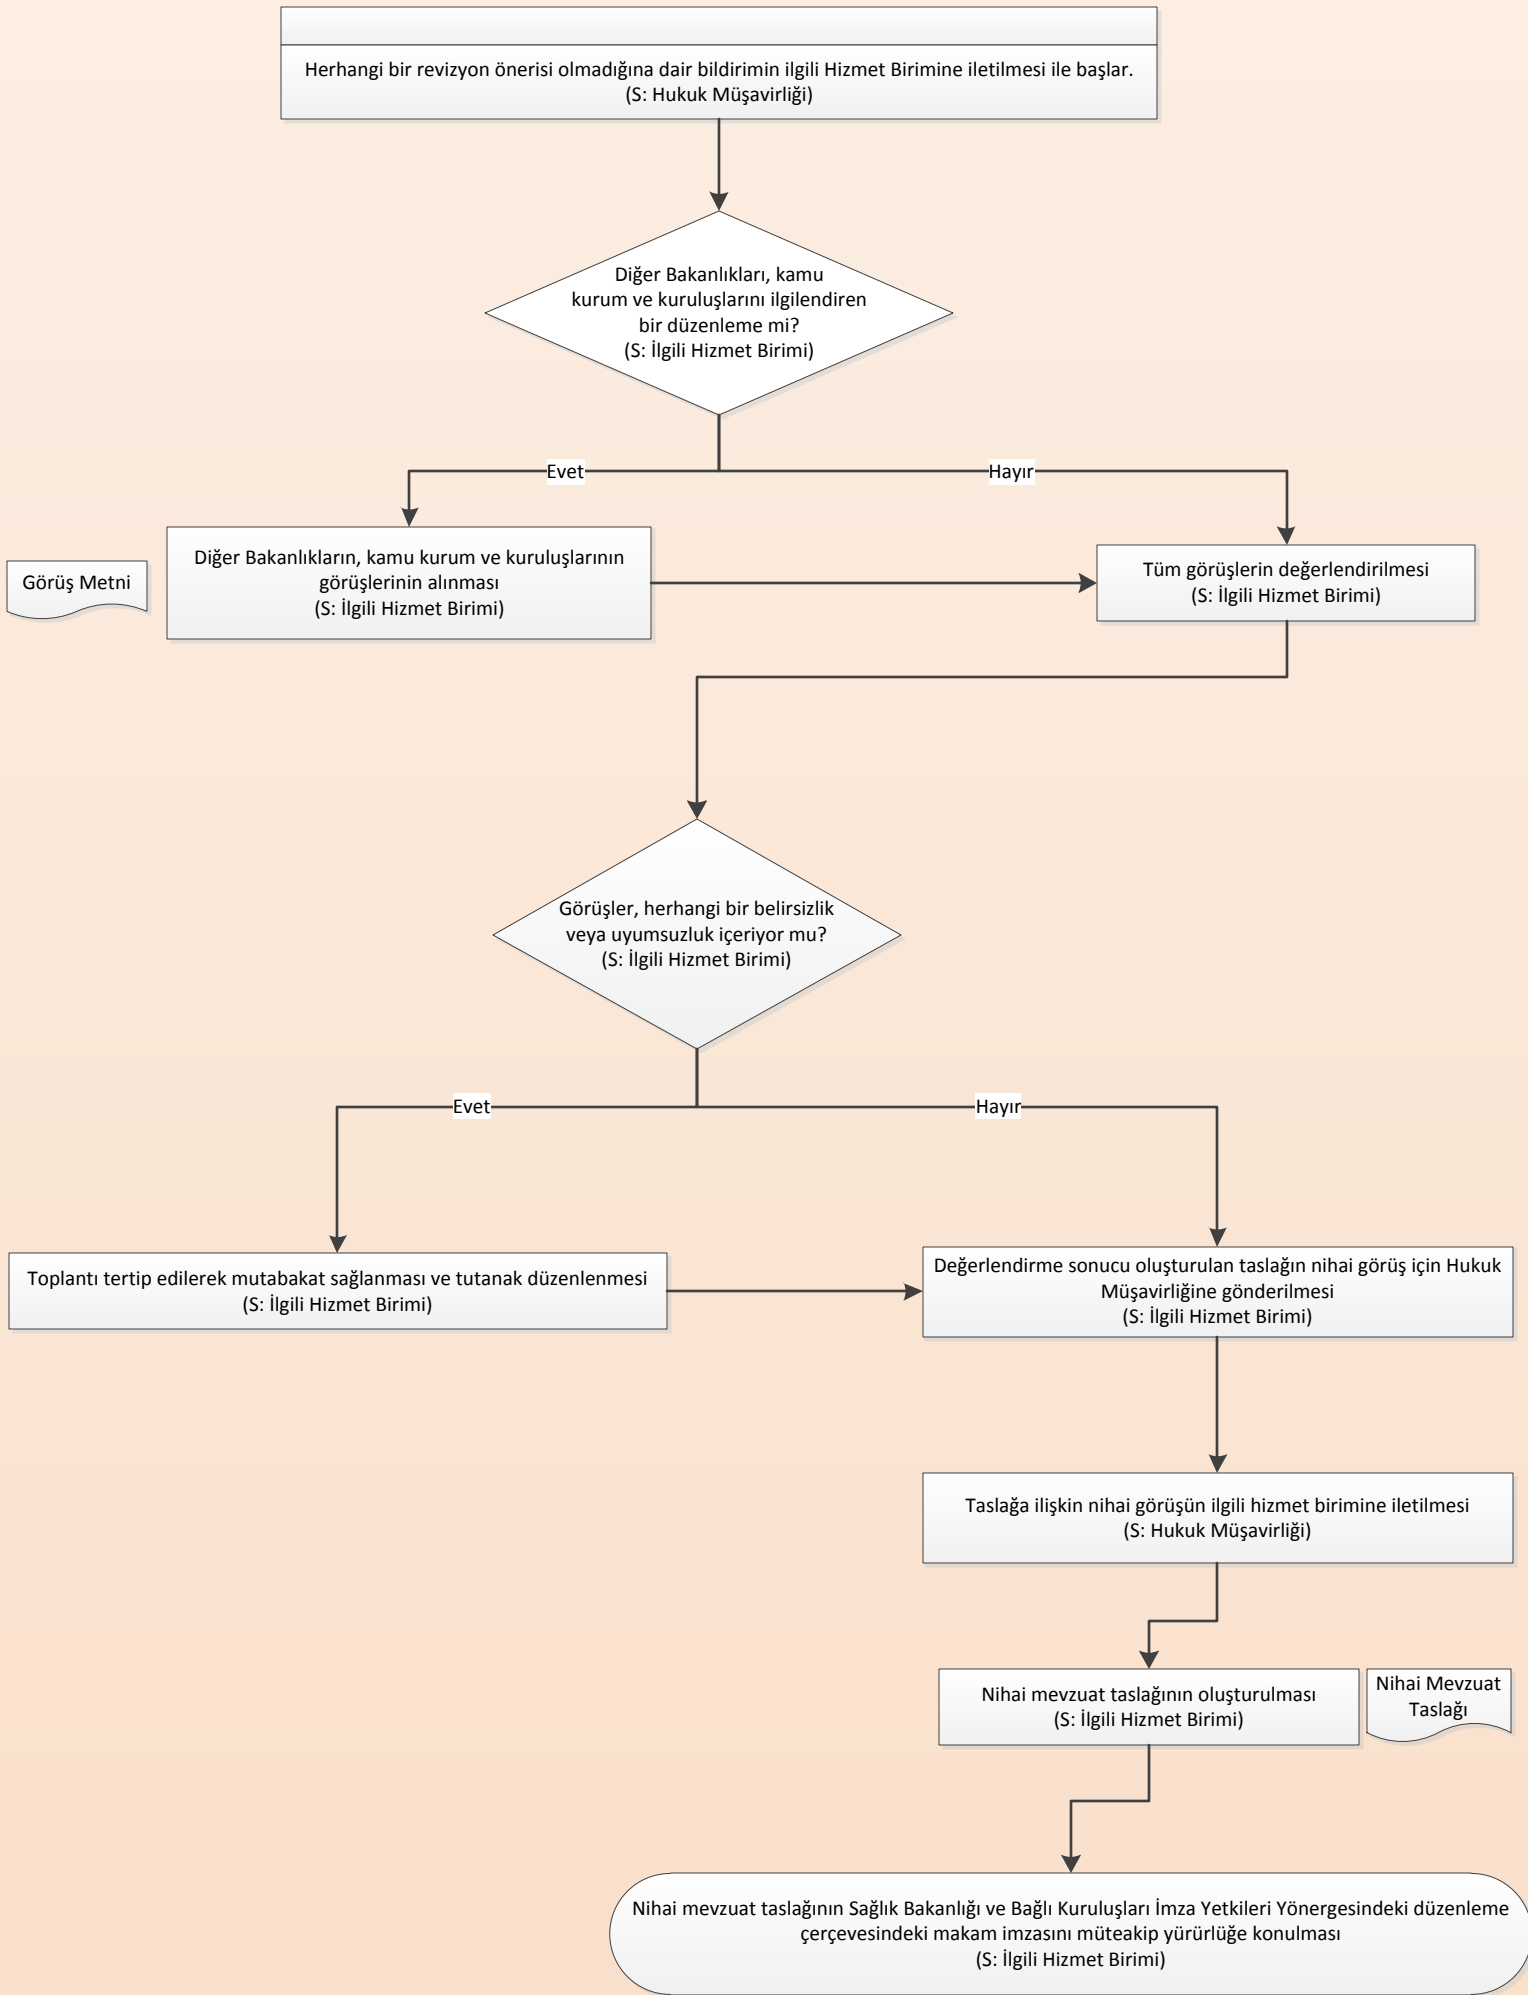 Herhangi bir revizyon önerisi olmadığına dair bildirimin ilgili Hizmet Birimine iletilmesi ile başlar.
(S: Hukuk Müşavirliği)
Diğer Bakanlıkları, kamu
kurum ve kuruluşlarını ilgilendiren
bir düzenleme mi?
(S: İlgili Hizmet Birimi)
Evet
Hayır
Görüş Metni
Diğer Bakanlıkların, kamu kurum ve kuruluşlarının
görüşlerinin alınması
(S: İlgili Hizmet Birimi)
Tüm görüşlerin değerlendirilmesi
(S: İlgili Hizmet Birimi)
Görüşler, herhangi bir belirsizlik
veya uyumsuzluk içeriyor mu?
(S: İlgili Hizmet Birimi)
Evet
Hayır
Toplantı tertip edilerek mutabakat sağlanması ve tutanak düzenlenmesi
(S: İlgili Hizmet Birimi)
Değerlendirme sonucu oluşturulan taslağın nihai görüş için Hukuk
Müşavirliğine gönderilmesi
(S: İlgili Hizmet Birimi)
Taslağa ilişkin nihai görüşün ilgili hizmet birimine iletilmesi
(S: Hukuk Müşavirliği)
Nihai mevzuat taslağının oluşturulması
(S: İlgili Hizmet Birimi)
Nihai Mevzuat
Taslağı
Nihai mevzuat taslağının Sağlık Bakanlığı ve Bağlı Kuruluşları İmza Yetkileri Yönergesindeki düzenleme
çerçevesindeki makam imzasını müteakip yürürlüğe konulması
(S: İlgili Hizmet Birimi)